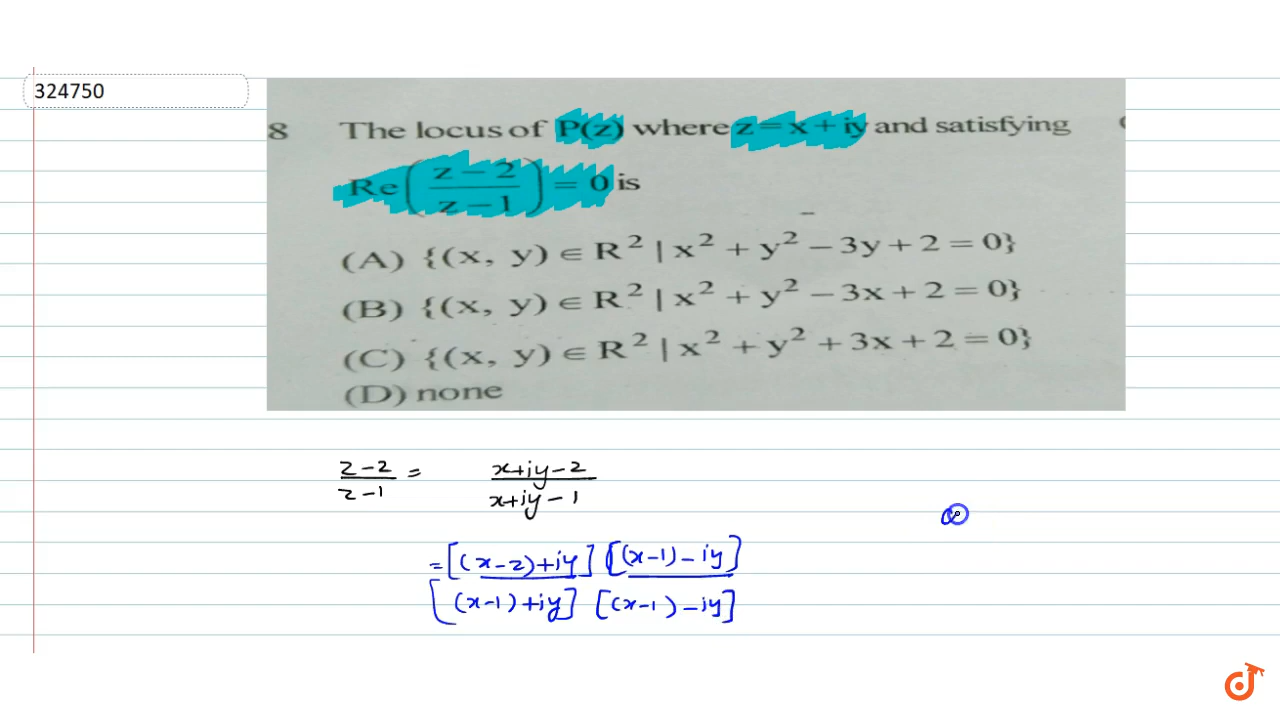 324750
8 The locus of P(z) where z = x + iy and satisfying
Re((z − 2)/(z − 1)) = 0 is
(A) {(x, y) ∈ R² | x² + y² − 3y + 2 = 0}
(B) {(x, y) ∈ R² | x² + y² − 3x + 2 = 0}
(C) {(x, y) ∈ R² | x² + y² + 3x + 2 = 0}
(D) none
(z−2)/(z−1) = (x+iy−2)/(x+iy−1)
= [(x−2)+iy] [(x−1)−iy] / [(x−1)+iy] [(x−1)−iy]